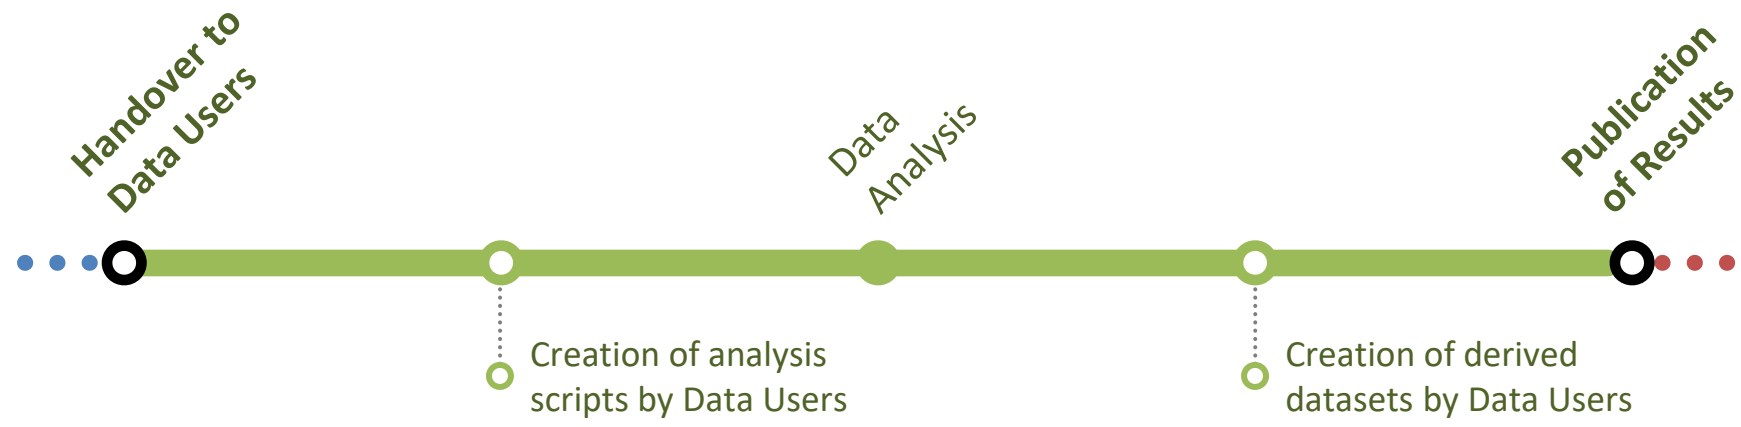 Handover to
Data Users
Data
Analysis
Publication
of Results
Creation of analysis
scripts by Data Users
Creation of derived
datasets by Data Users